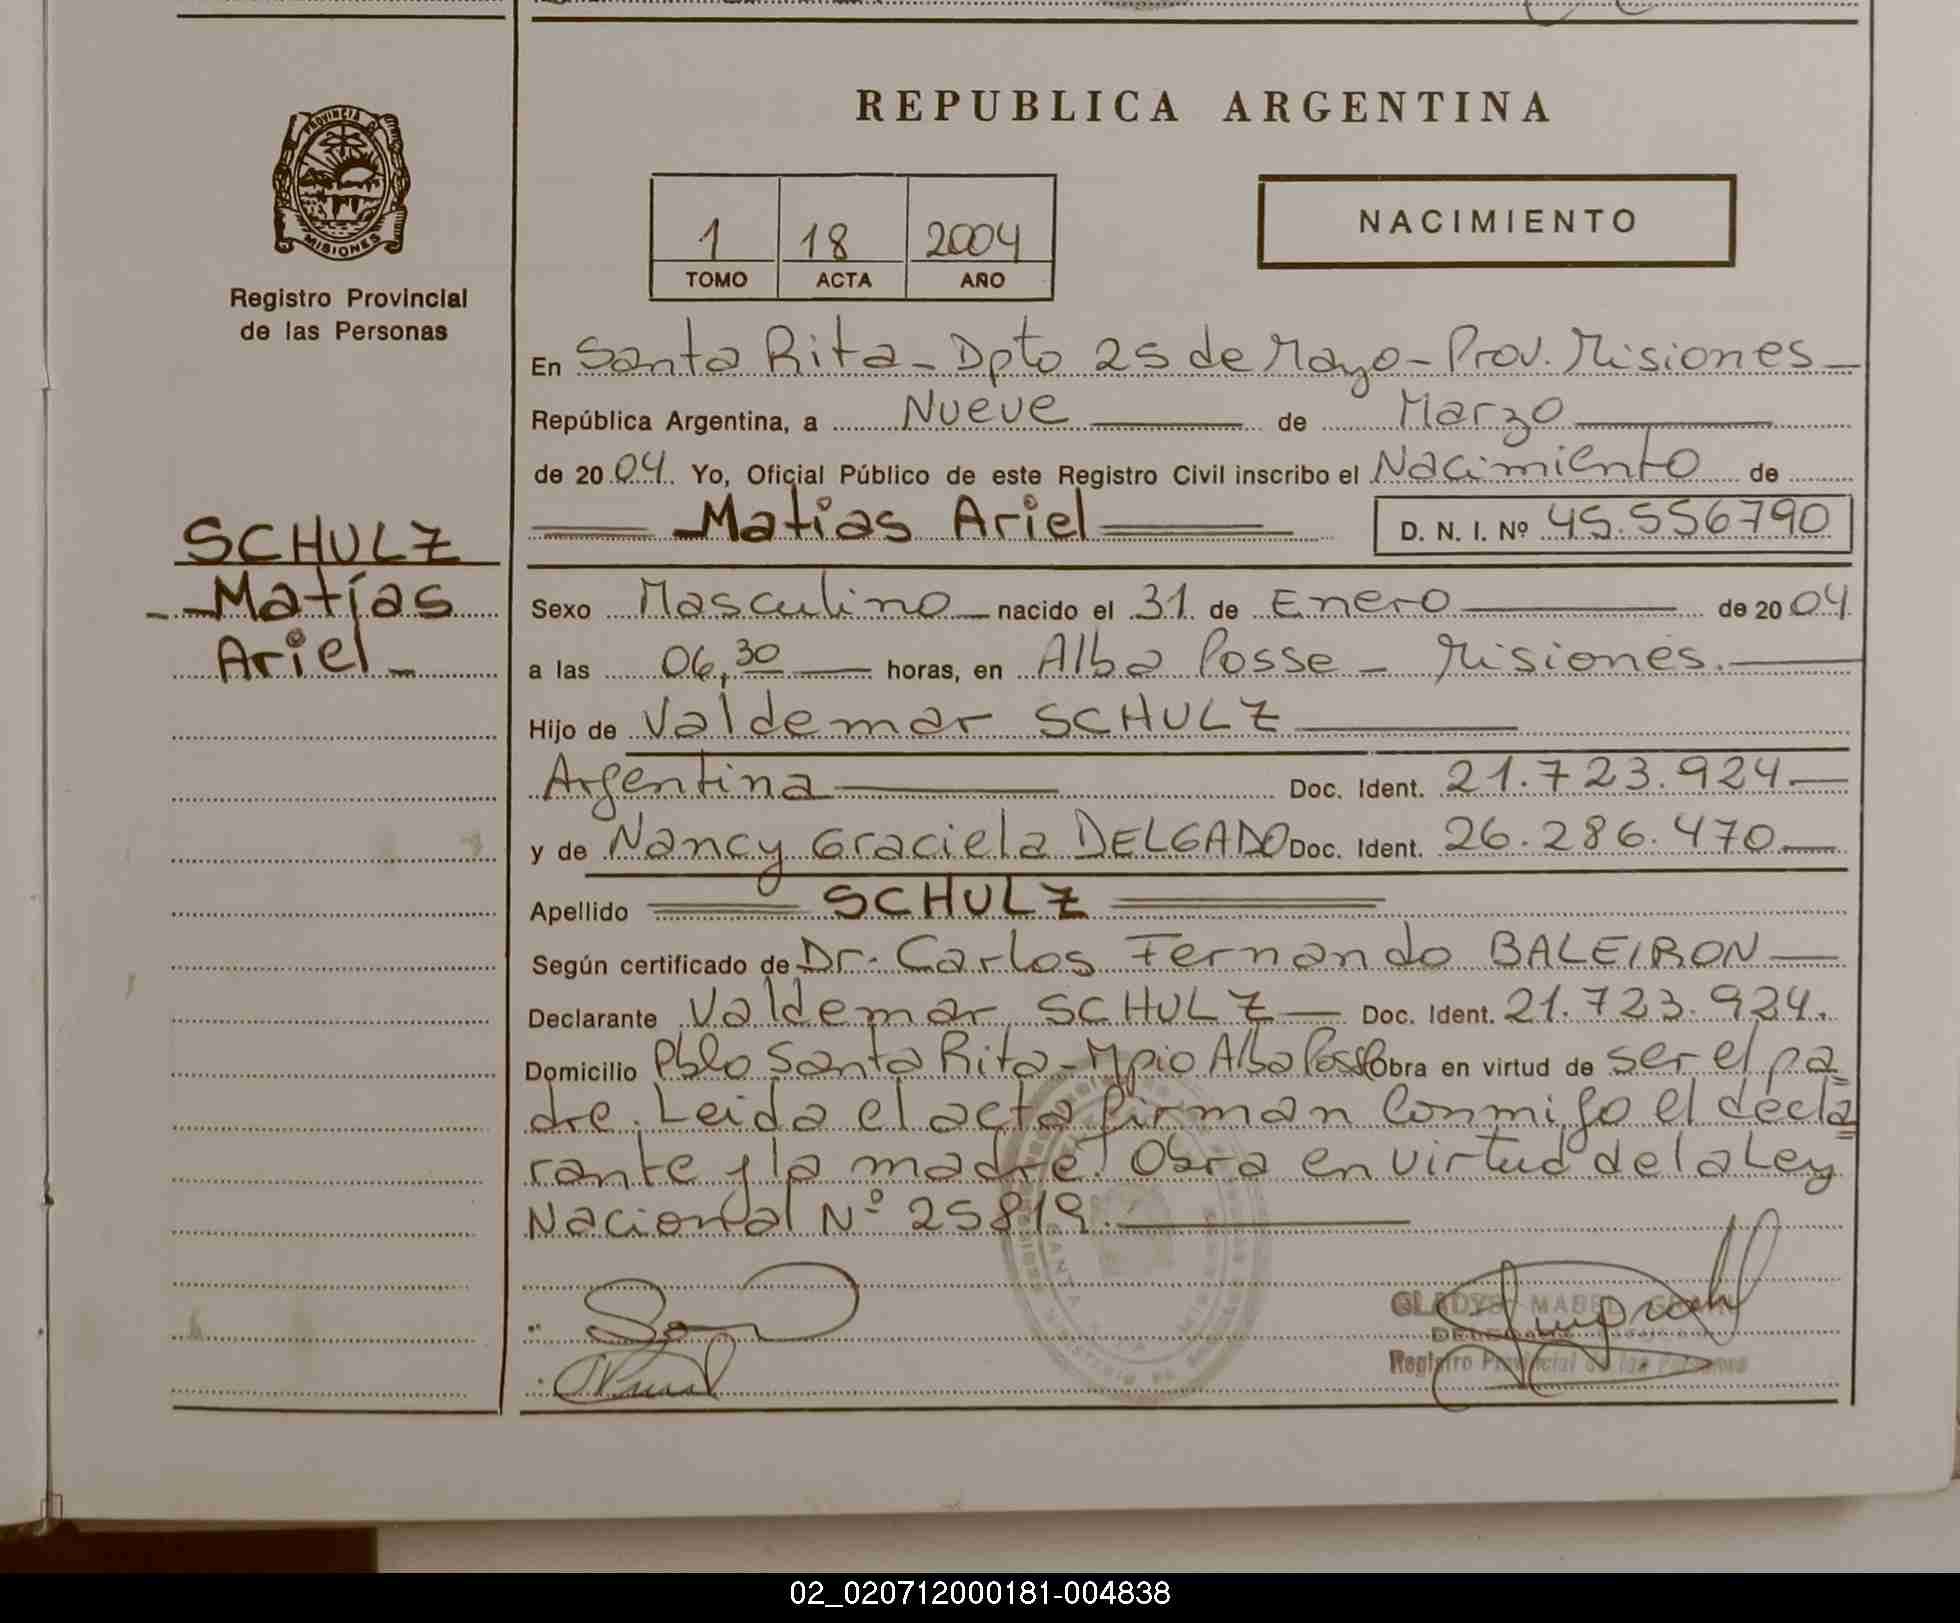 REPUBLICA ARGENTINA
PROVINCIA DE
MISIONES
Registro Provincial
de las Personas
1 18 2004
TOMO ACTA AÑO
NACIMIENTO
En Santa Rita - Dpto 25 de Mayo - Prov. Misiones
República Argentina, a Nueve de Marzo
de 2004. Yo, Oficial Público de este Registro Civil inscribo el Nacimiento de
Matias Ariel D. N. I. Nº 45.556790
SCHULZ
Matías
Ariel
Sexo Masculino nacido el 31 de Enero de 2004
a las 06,30 horas, en Alba Posse - Misiones.
Hijo de Valdemar SCHULZ
Argentina Doc. Ident. 21.723.924
y de Nancy Graciela DELGADO Doc. Ident. 26.286.470
Apellido SCHULZ
Según certificado de Dr. Carlos Fernando BALEIRON
Declarante Valdemar SCHULZ Doc. Ident. 21.723.924.
Domicilio Pblo Santa Rita - Mpio Alba Posse Obra en virtud de ser el pa
dre. Leida el acta firman conmigo el decla
rante y la madre. Obra en virtud de la Ley
Nacional Nº 25819.
GLADYS MABEL
Registro Provincial de las Personas
02_020712000181-004838